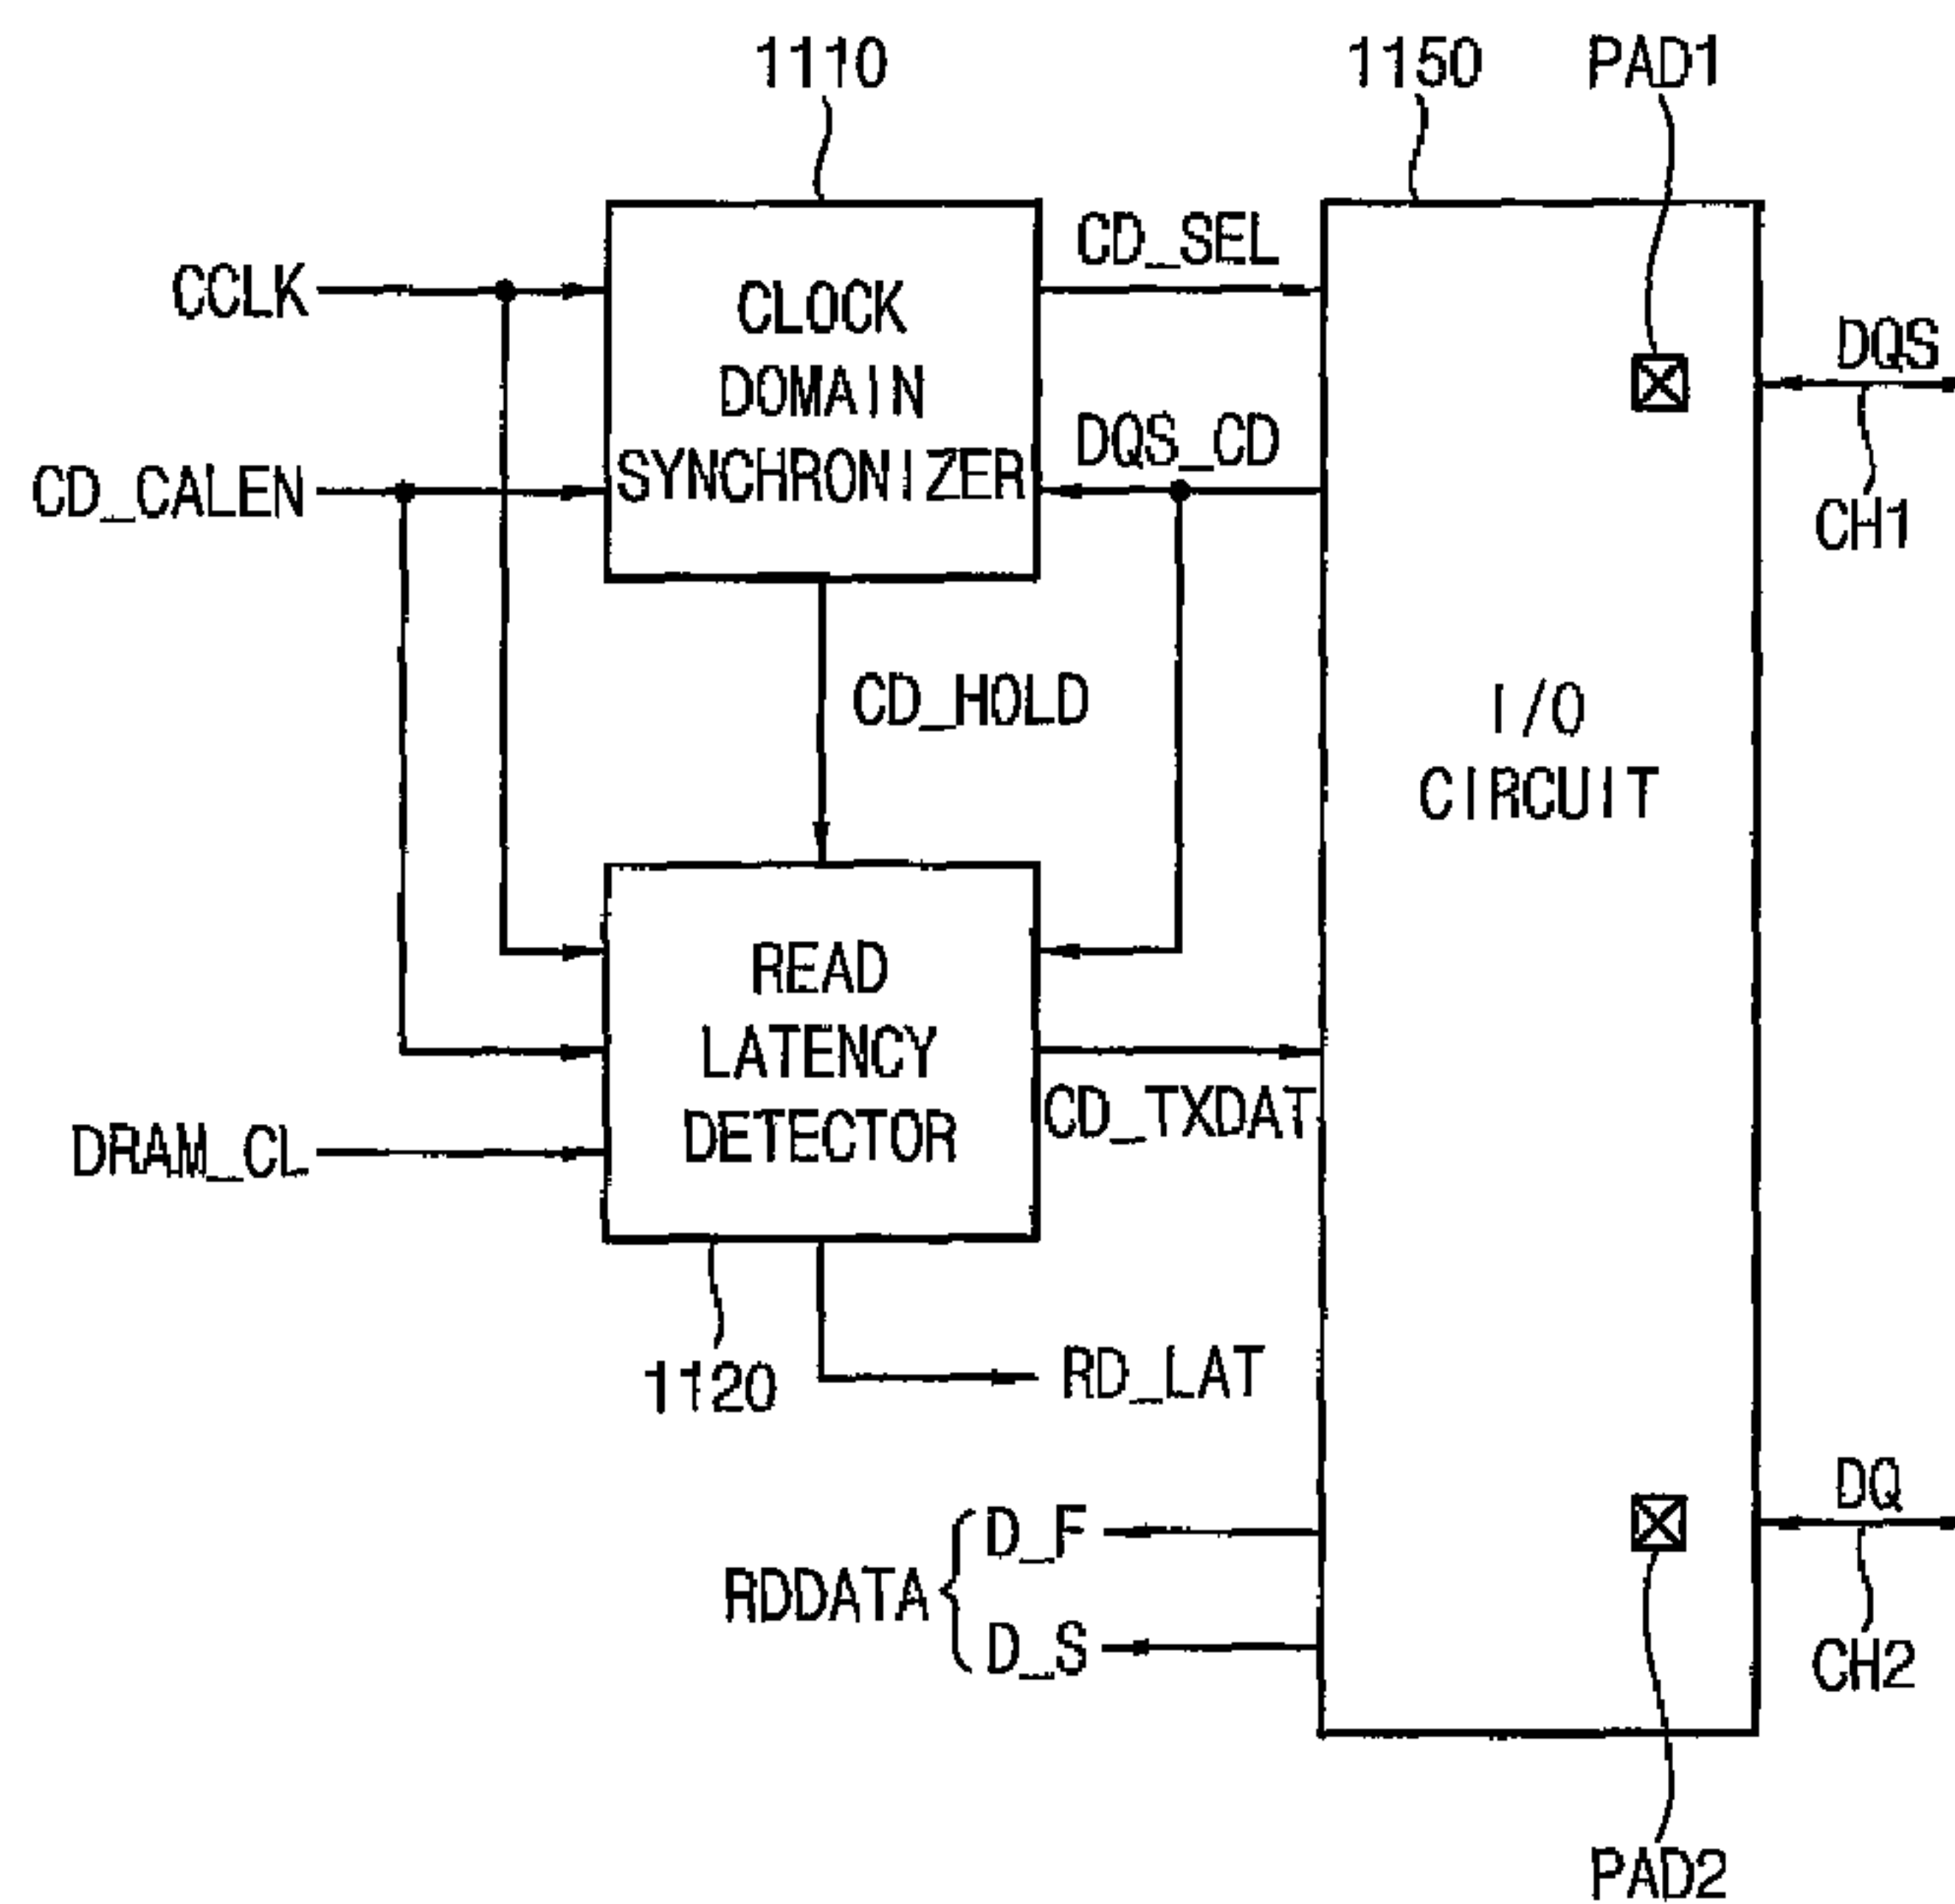 1110
1150
PAD1
CCLK
CD_SEL
CLOCK
DOMAIN
SYNCHRONIZER
DQS
CD_CALEN
DQS_CD
CH1
CD_HOLD
I/O
CIRCUIT
READ
LATENCY
DETECTOR
CD_TXDAT
DRAM_CL
1120
RD_LAT
DQ
RDDATA
D_F
D_S
CH2
PAD2